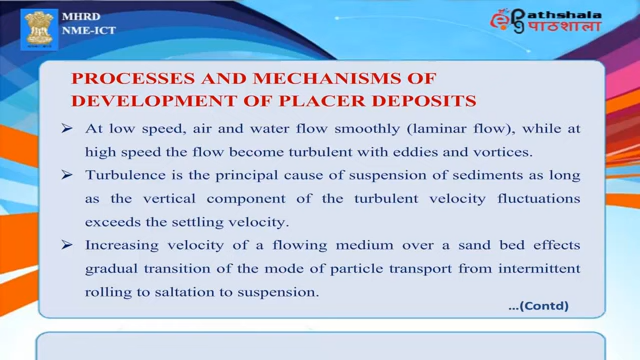 MHRD
NME-ICT
Pathshala
पाठशाला
PROCESSES AND MECHANISMS OF
DEVELOPMENT OF PLACER DEPOSITS
➢ At low speed, air and water flow smoothly (laminar flow), while at
high speed the flow become turbulent with eddies and vortices.
➢ Turbulence is the principal cause of suspension of sediments as long
as the vertical component of the turbulent velocity fluctuations
exceeds the settling velocity.
➢ Increasing velocity of a flowing medium over a sand bed effects
gradual transition of the mode of particle transport from intermittent
rolling to saltation to suspension.
...(Contd)